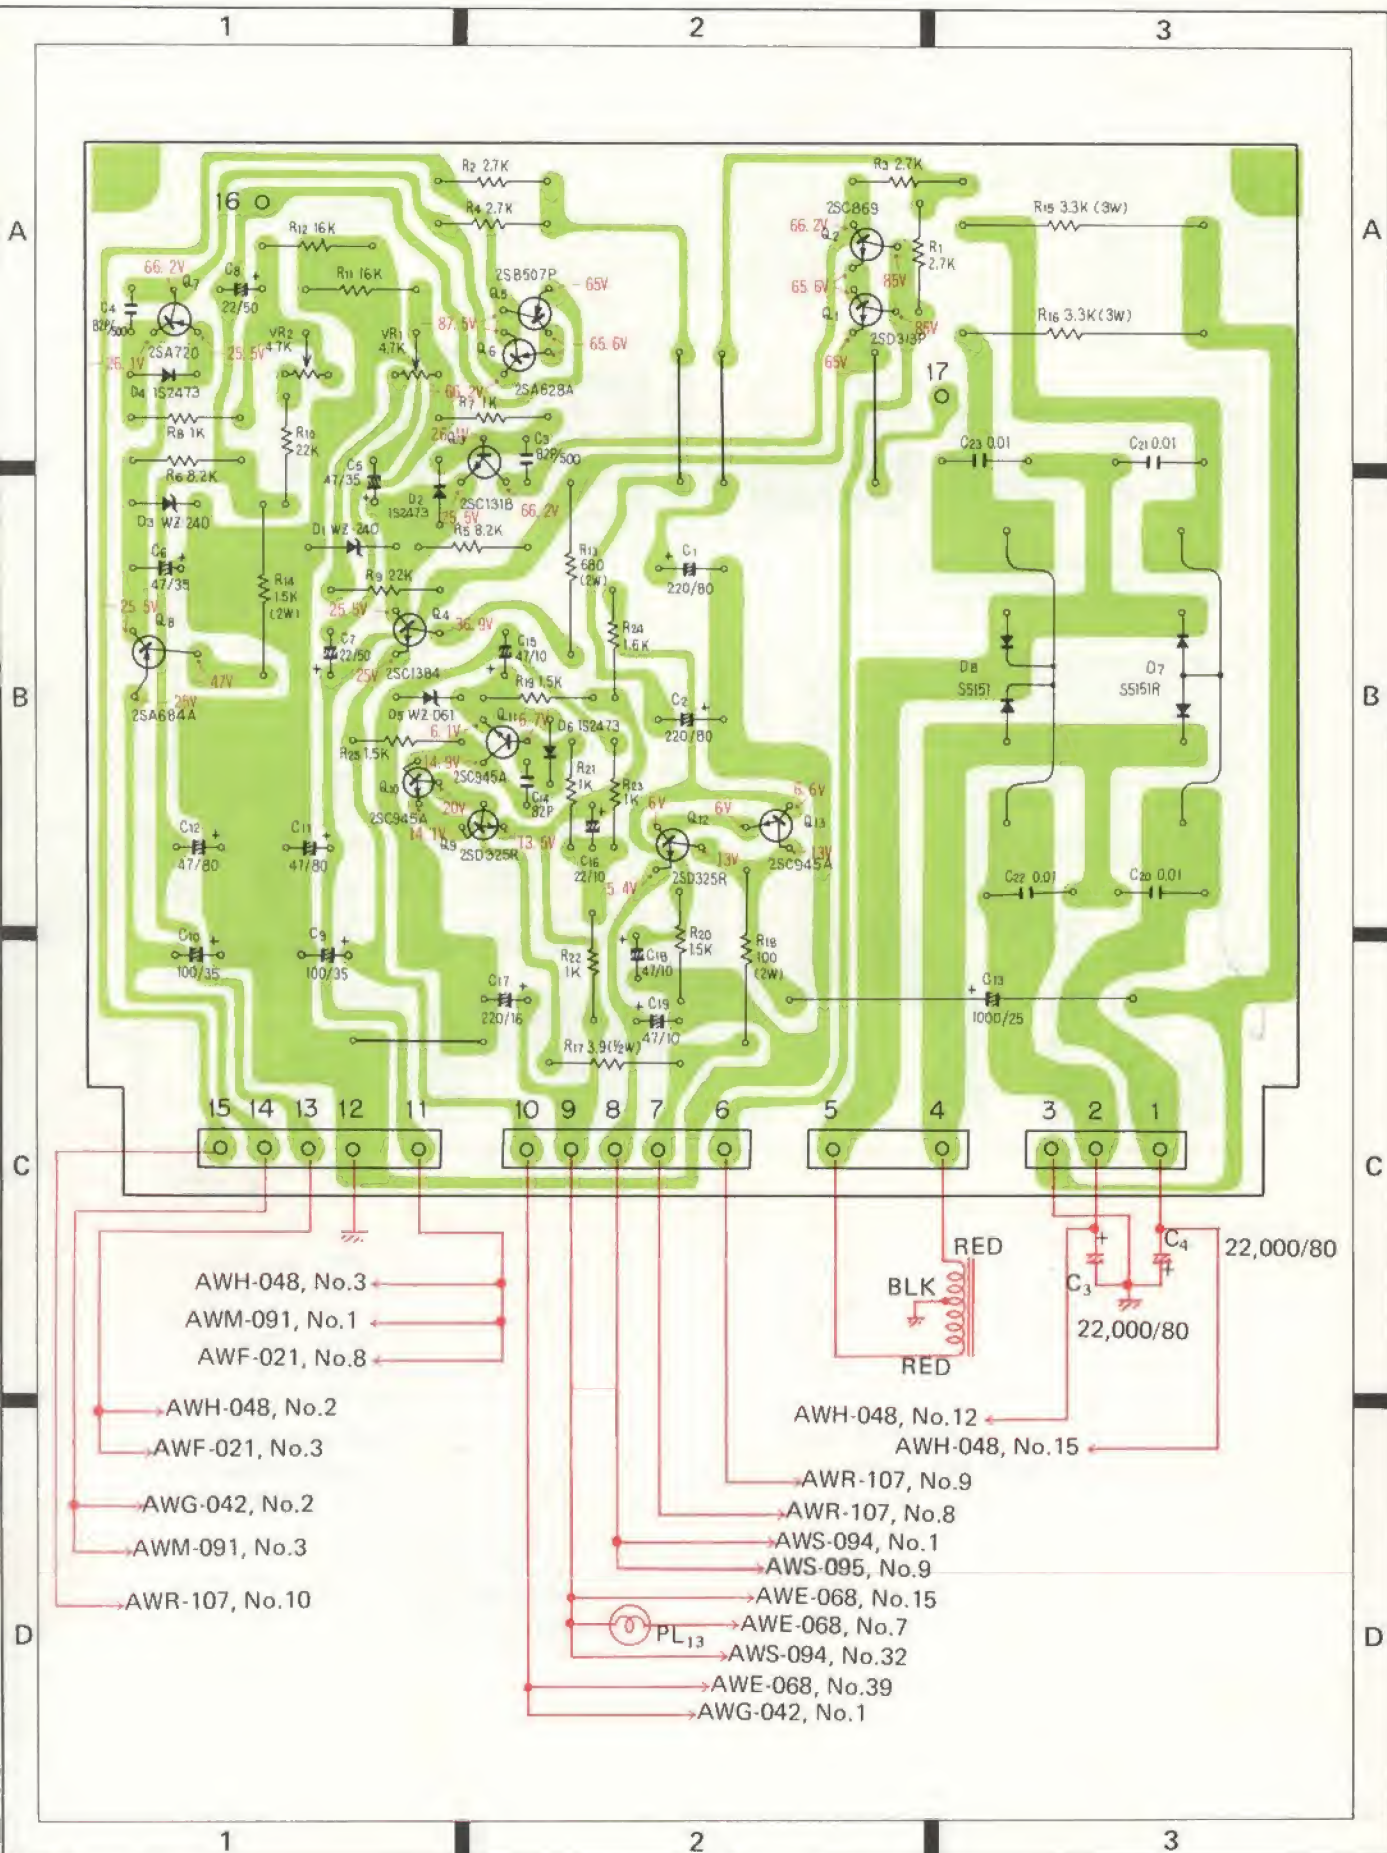 1 2 3
A A
R2 2.7K
R3 2.7K
16
R4 2.7K
2SC869
R15 3.3K (3W)
R12 16K
66.2V
Q2
66.2V
Q7
C8
+
R11 16K
2SB507P
R1
2.7K
22/50
Q5
65V
65.6V
85V
C4
82P/500
VR2
4.7K
VR1
4.7K
87.5V
Q1
R16 3.3K (3W)
2SA720
Q6
65.6V
85V
2SD313P
26.1V
25.5V
65V
D4 1S2473
66.2V
2SA628A
17
R7 1K
R8 1K
R10
22K
26.1V
Q3
C3
82P/500
C23 0.01
C21 0.01
R6 8.2K
C5
47/35
+
D2
1S2473
2SC1318
D3 WZ-240
25.5V
66.2V
D1 WZ-240
R5 8.2K
C6
+
47/35
R13
680
(2W)
+
C1
220/80
R14
1.5K
(2W)
R9 22K
25.5V
25.5V
Q4
36.9V
Q8
C7
22/50
+
C15
47/10
+
R24
1.6K
25V
2SC1384
D8
S5151
D7
S5151R
47V
R19 1.5K
B B
25V
2SA684A
D5 WZ-061
Q11
6.7V
D6 1S2473
C2
+
220/80
6.1V
R25 1.5K
14.9V
2SC945A
R21
1K
R23
1K
Q10
C14
82P
6.6V
20V
6V
6V
2SC945A
+
Q12
Q13
C12
+
C11
+
14.1V
Q9
2SD325R
13.5V
13V
13V
2SC945A
47/80
47/80
C16
22/10
2SD325R
5.4V
C22 0.01
C20 0.01
C10
+
C9
+
+
C18
47/10
R20
1.5K
R18
100
(2W)
R22
1K
100/35
100/35
C17
+
220/16
+
C13
1000/25
+
C19
47/10
R17 3.9(½W)
15 14 13 12 11 10 9 8 7 6 5 4 3 2 1
C C
RED
+
C4
22,000/80
AWH-048, No.3
BLK
C3
+
AWM-091, No.1
22,000/80
AWF-021, No.8
RED
AWH-048, No.2
AWH-048, No.12
AWF-021, No.3
AWH-048, No.15
AWR-107, No.9
AWG-042, No.2
AWR-107, No.8
AWM-091, No.3
AWS-094, No.1
AWS-095, No.9
AWR-107, No.10
AWE-068, No.15
D D
PL13
AWE-068, No.7
AWS-094, No.32
AWE-068, No.39
AWG-042, No.1
1 2 3